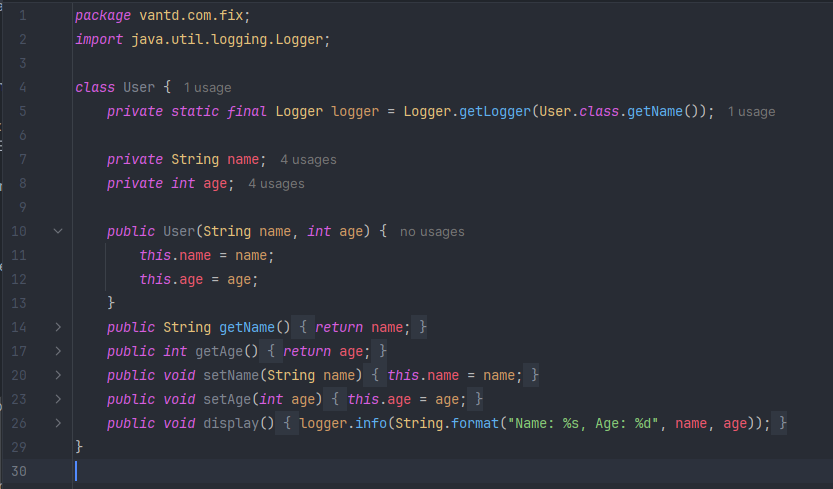 1 package vantd.com.fix;
2 import java.util.logging.Logger;
3
4 class User { 1 usage
5 private static final Logger logger = Logger.getLogger(User.class.getName()); 1 usage
6
7 private String name; 4 usages
8 private int age; 4 usages
9
10 public User(String name, int age) { no usages
11 this.name = name;
12 this.age = age;
13 }
14 public String getName() { return name; }
17 public int getAge() { return age; }
20 public void setName(String name) { this.name = name; }
23 public void setAge(int age) { this.age = age; }
26 public void display() { logger.info(String.format("Name: %s, Age: %d", name, age)); }
29 }
30